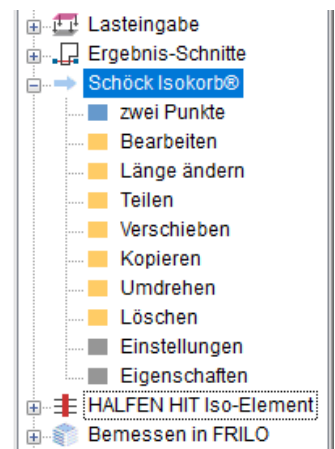 Lasteingabe
Ergebnis-Schnitte
Schöck Isokorb®
zwei Punkte
Bearbeiten
Länge ändern
Teilen
Verschieben
Kopieren
Umdrehen
Löschen
Einstellungen
Eigenschaften
HALFEN HIT Iso-Element
Bemessen in FRILO